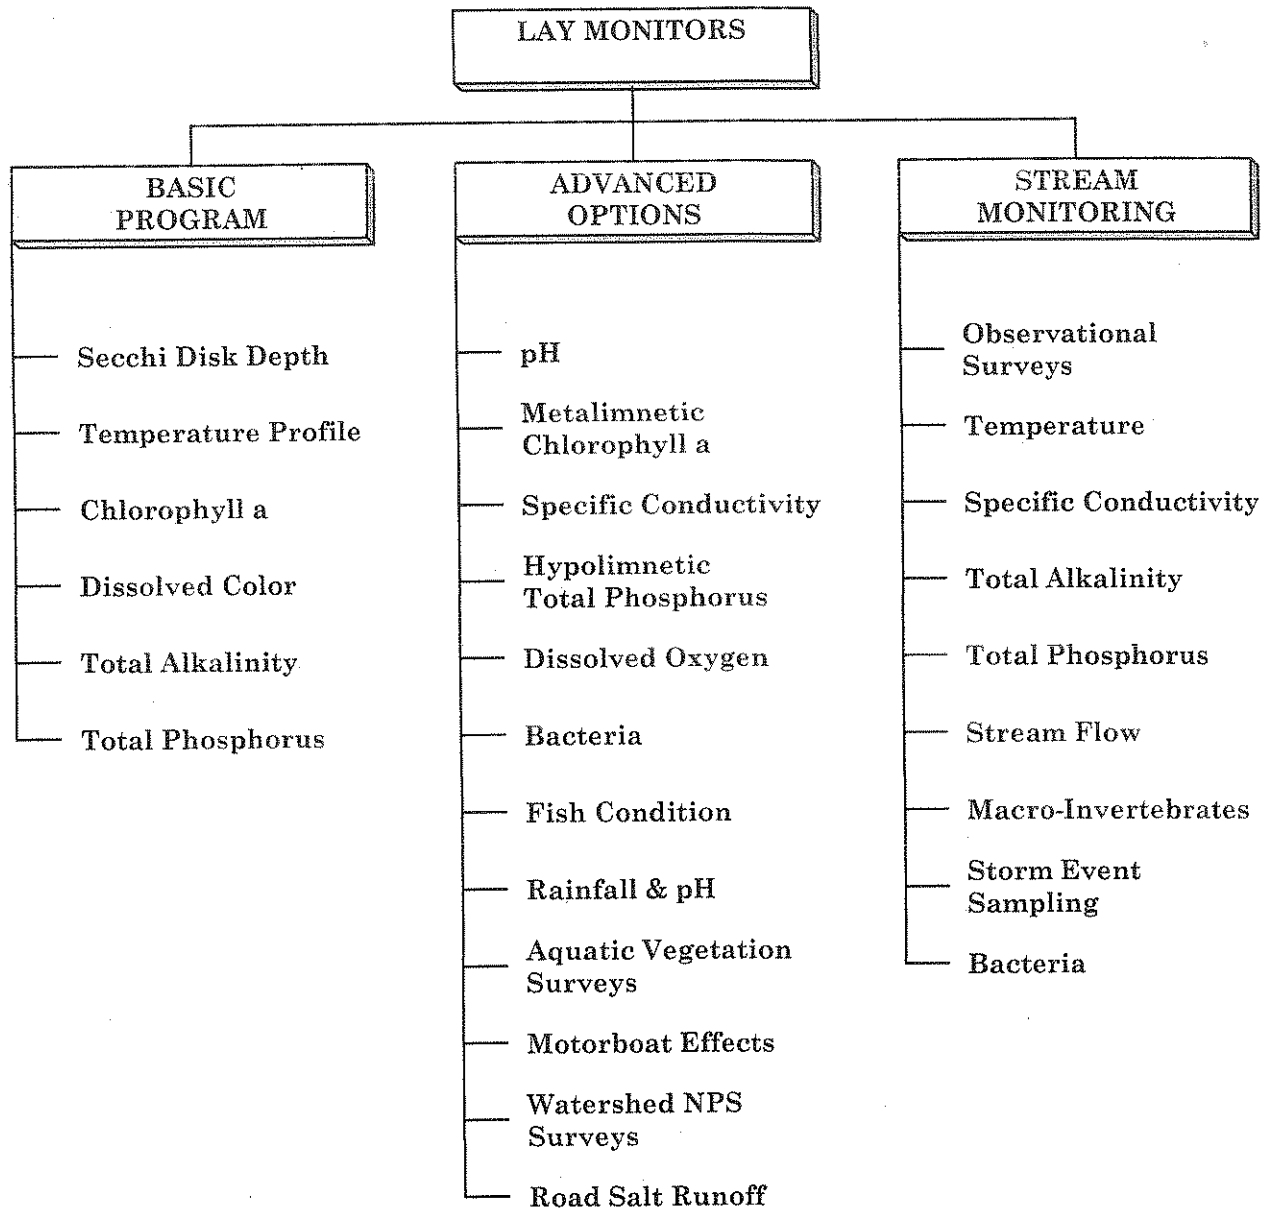 LAY MONITORS
BASIC
PROGRAM
Secchi Disk Depth
Temperature Profile
Chlorophyll a
Dissolved Color
Total Alkalinity
Total Phosphorus
ADVANCED
OPTIONS
pH
Metalimnetic
Chlorophyll a
Specific Conductivity
Hypolimnetic
Total Phosphorus
Dissolved Oxygen
Bacteria
Fish Condition
Rainfall & pH
Aquatic Vegetation
Surveys
Motorboat Effects
Watershed NPS
Surveys
Road Salt Runoff
STREAM
MONITORING
Observational
Surveys
Temperature
Specific Conductivity
Total Alkalinity
Total Phosphorus
Stream Flow
Macro-Invertebrates
Storm Event
Sampling
Bacteria